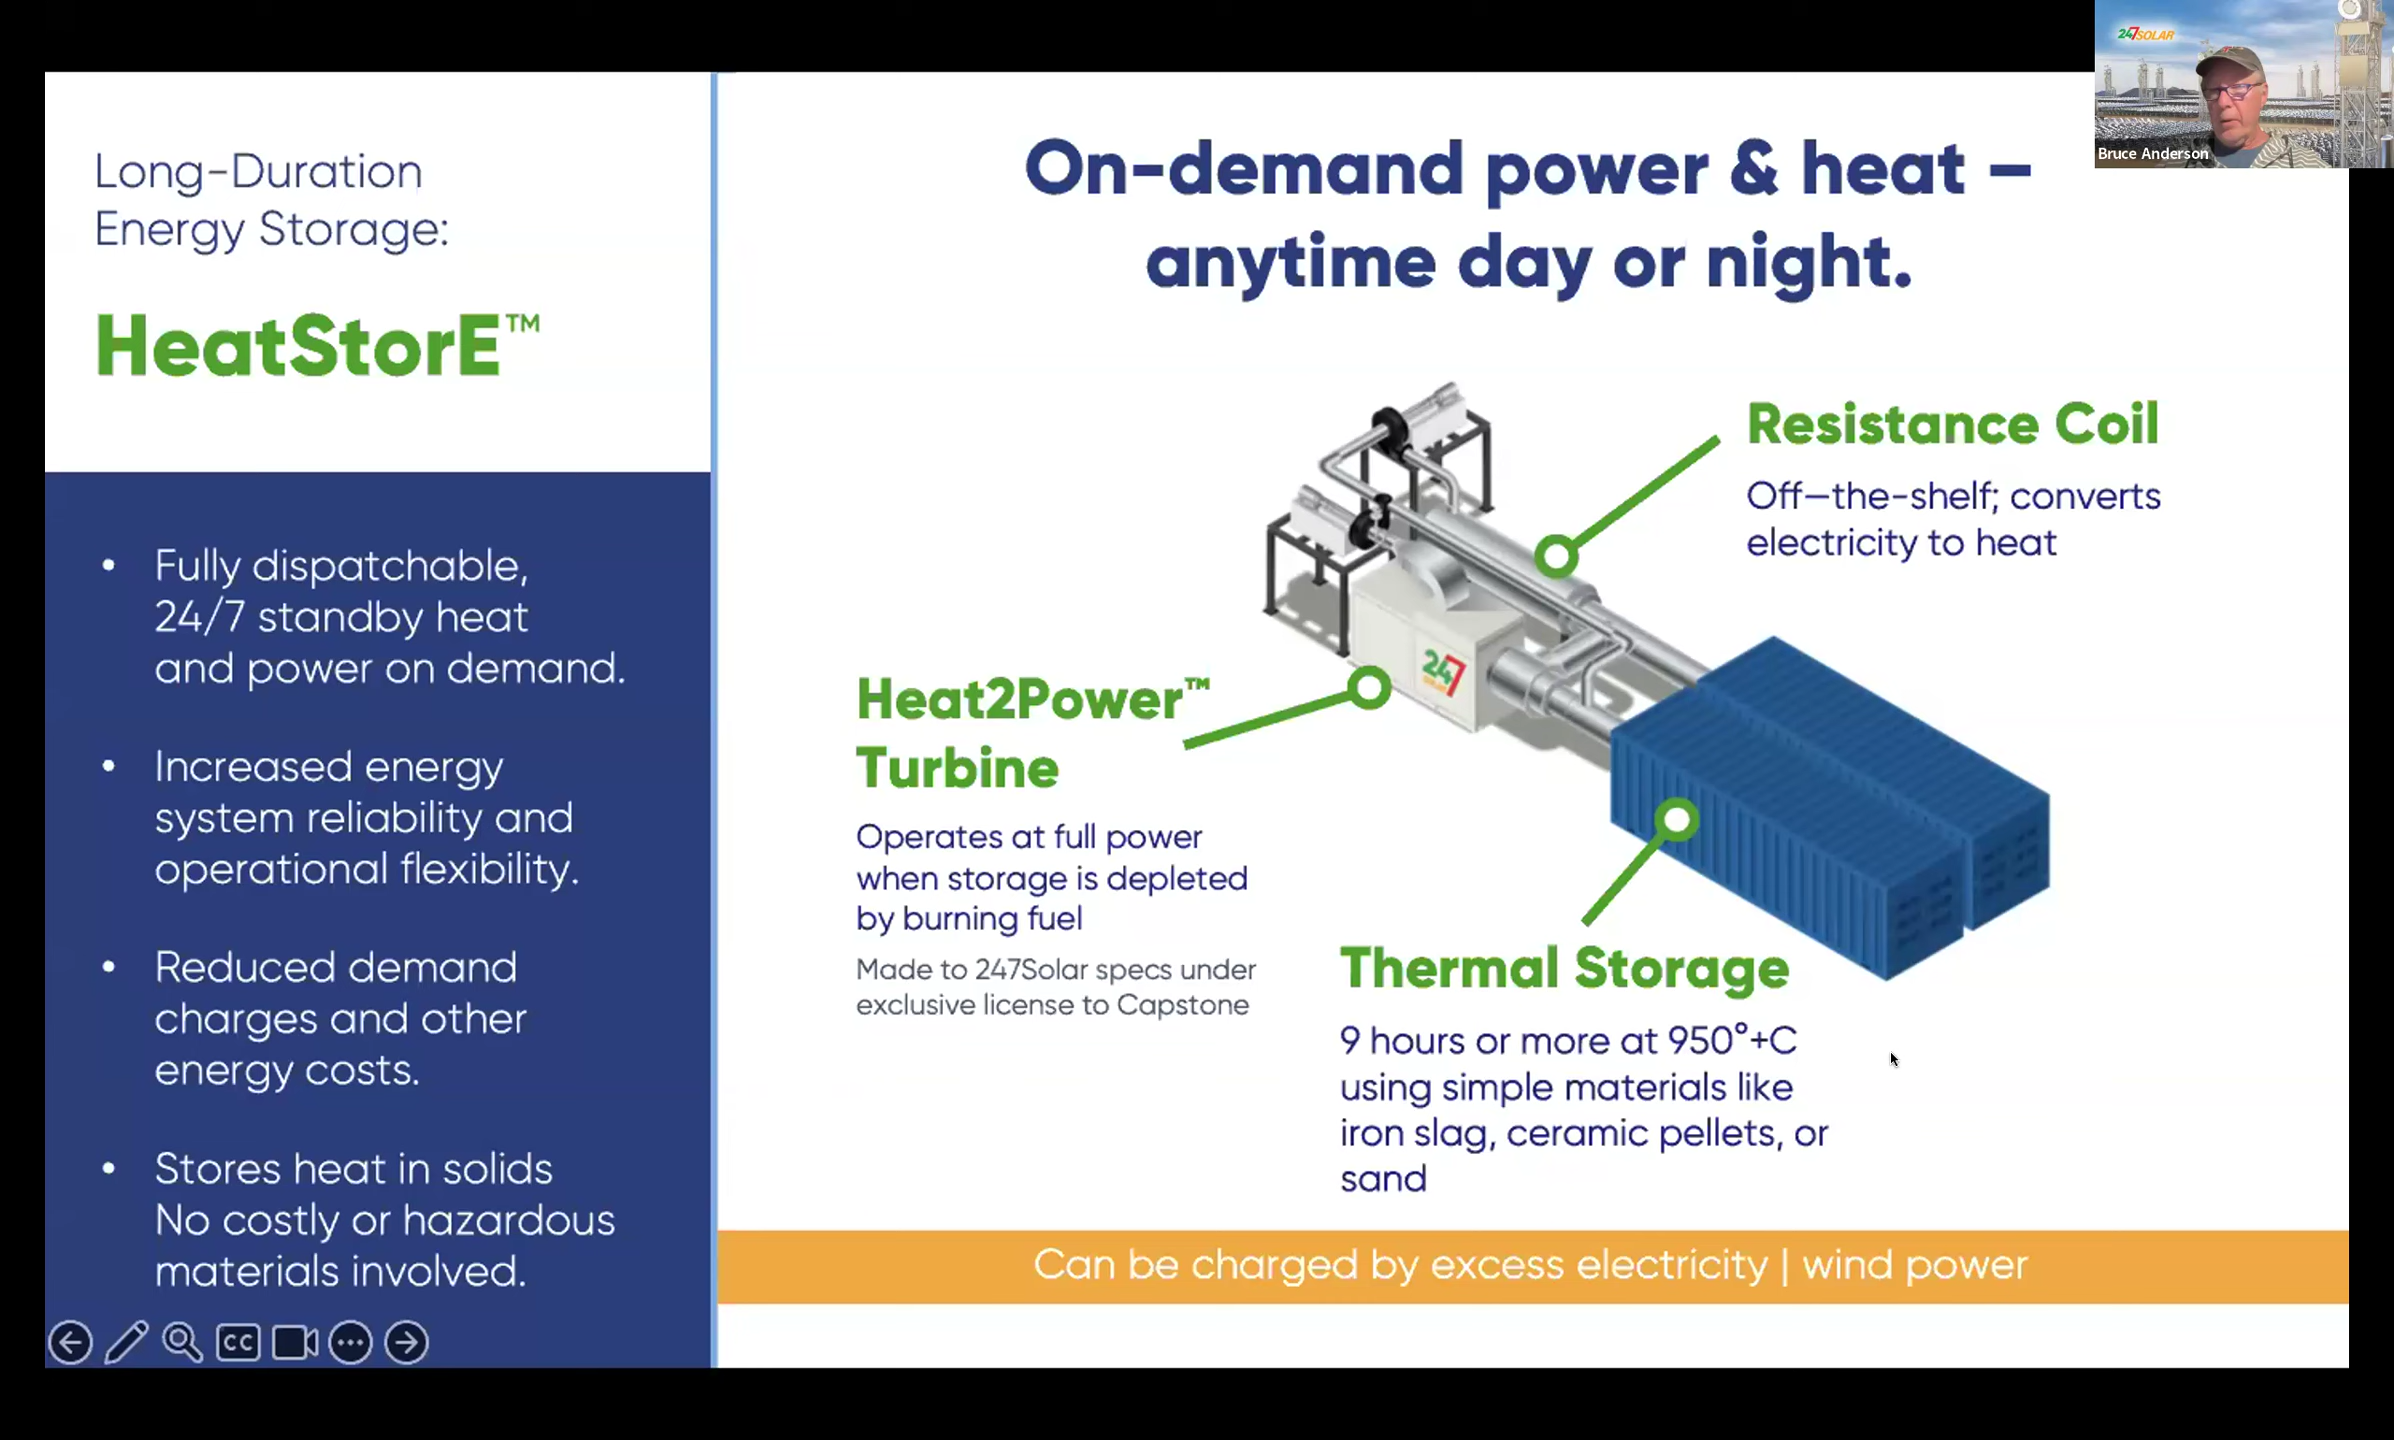 247SOLAR
Bruce Anderson
Long-Duration
Energy Storage:
HeatStorE™
• Fully dispatchable,
24/7 standby heat
and power on demand.
• Increased energy
system reliability and
operational flexibility.
• Reduced demand
charges and other
energy costs.
• Stores heat in solids
No costly or hazardous
materials involved.
On-demand power & heat –
anytime day or night.
Resistance Coil
Off–the-shelf; converts
electricity to heat
Heat2Power™
Turbine
Operates at full power
when storage is depleted
by burning fuel
Made to 247Solar specs under
exclusive license to Capstone
247
SOLAR
Thermal Storage
9 hours or more at 950°+C
using simple materials like
iron slag, ceramic pellets, or
sand
Can be charged by excess electricity | wind power
CC